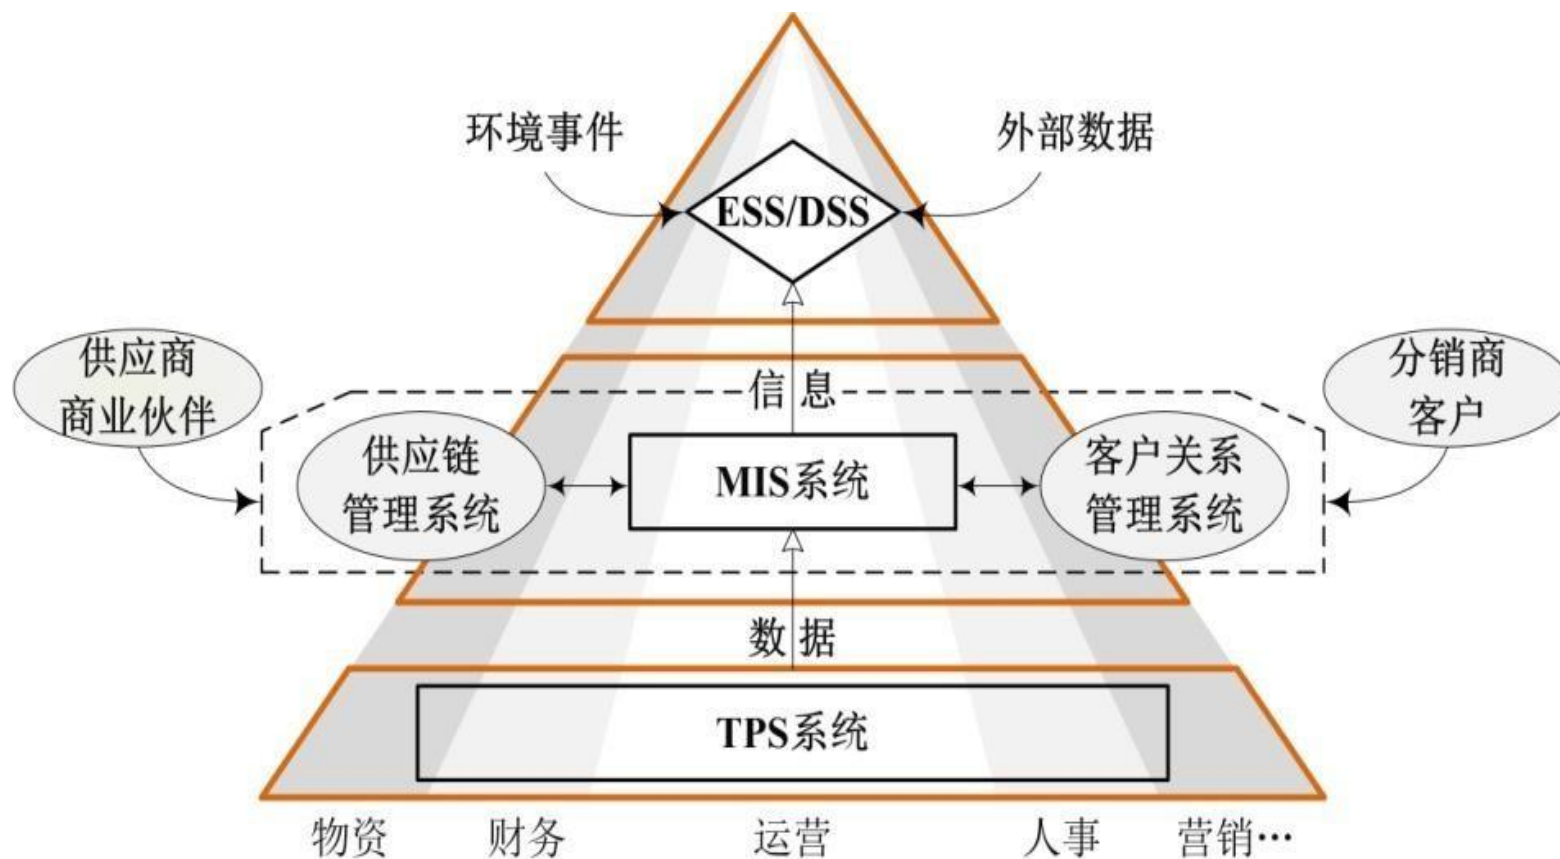 环境事件
外部数据
ESS/DSS
供应商
商业伙伴
分销商
客户
信息
供应链
管理系统
MIS系统
客户关系
管理系统
数据
TPS系统
物资 财务 运营 人事 营销…